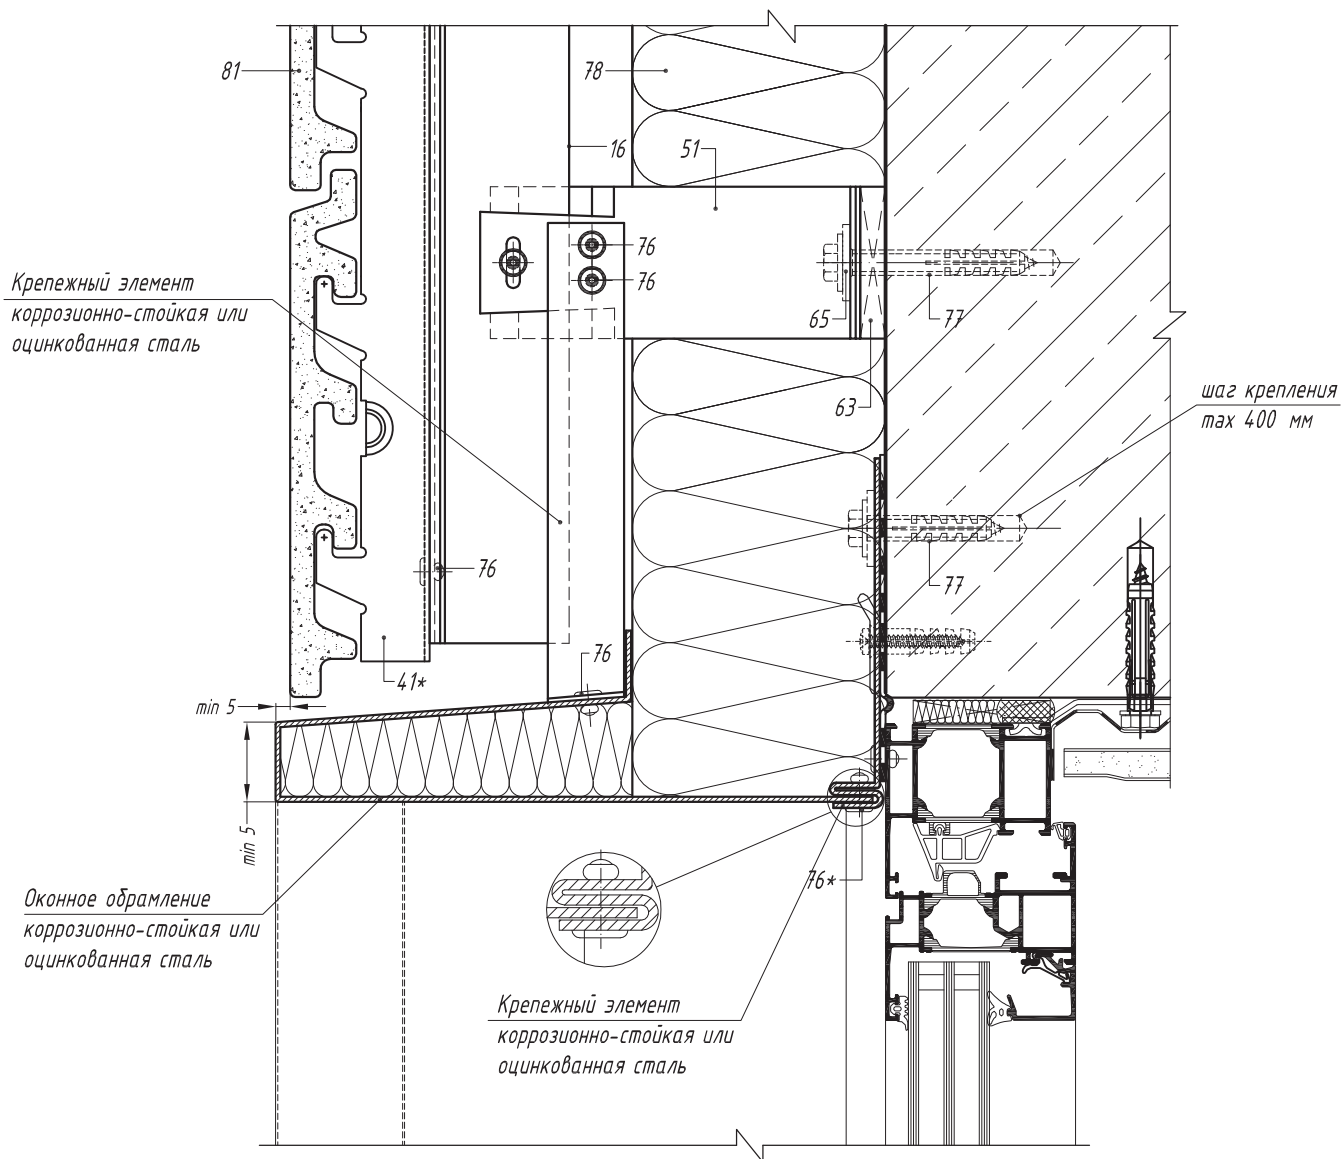 81
78
16
51
76
76
Крепежный элемент
коррозионно-стойкая или
оцинкованная сталь
65
77
63
шаг крепления
max 400 мм
76
77
76
41*
min 5
min 5
76*
Оконное обрамление
коррозионно-стойкая или
оцинкованная сталь
Крепежный элемент
коррозионно-стойкая или
оцинкованная сталь